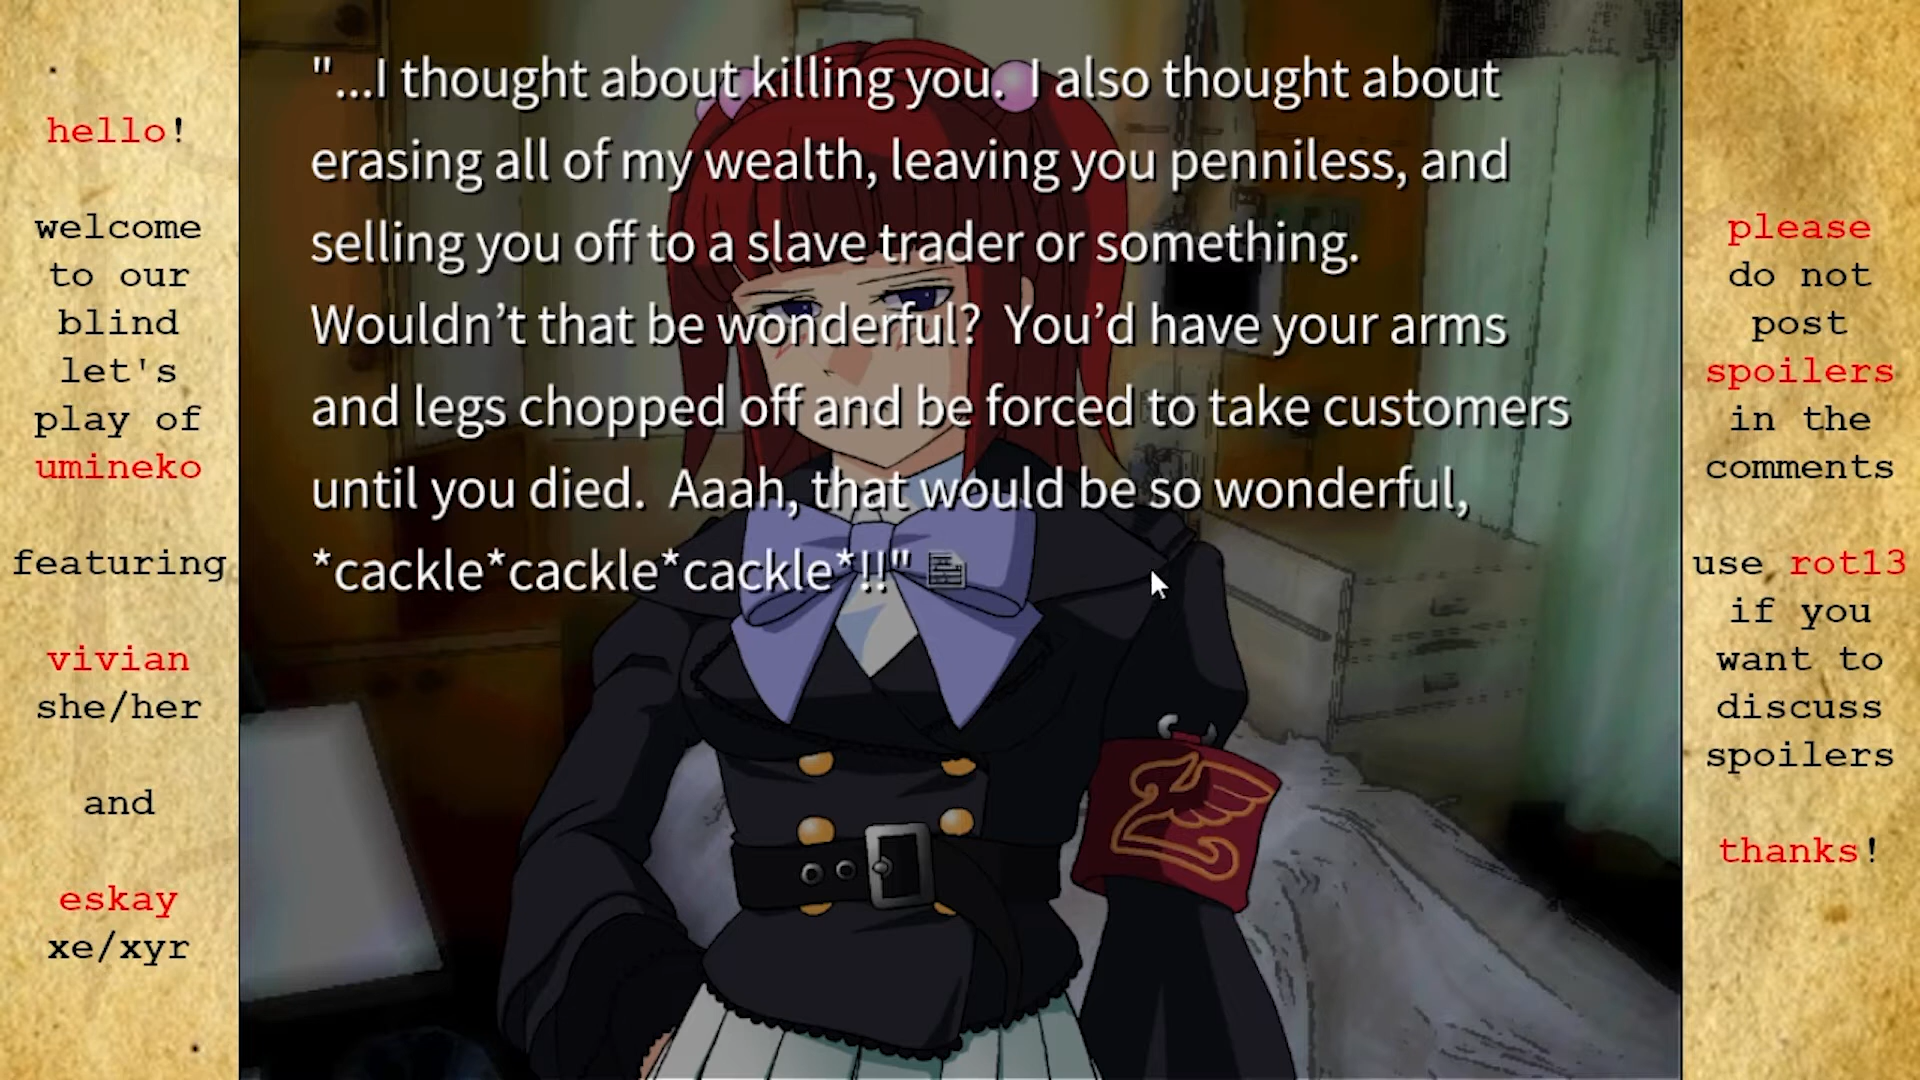 hello!
welcome
to our
blind
let's
play of
umineko
featuring
vivian
she/her
and
eskay
xe/xyr
"...I thought about killing you.  I also thought about
erasing all of my wealth, leaving you penniless, and
selling you off to a slave trader or something.
Wouldn’t that be wonderful?  You’d have your arms
and legs chopped off and be forced to take customers
until you died.  Aaah, that would be so wonderful,
*cackle*cackle*cackle*!!"
please
do not
post
spoilers
in the
comments
use rot13
if you
want to
discuss
spoilers
thanks!